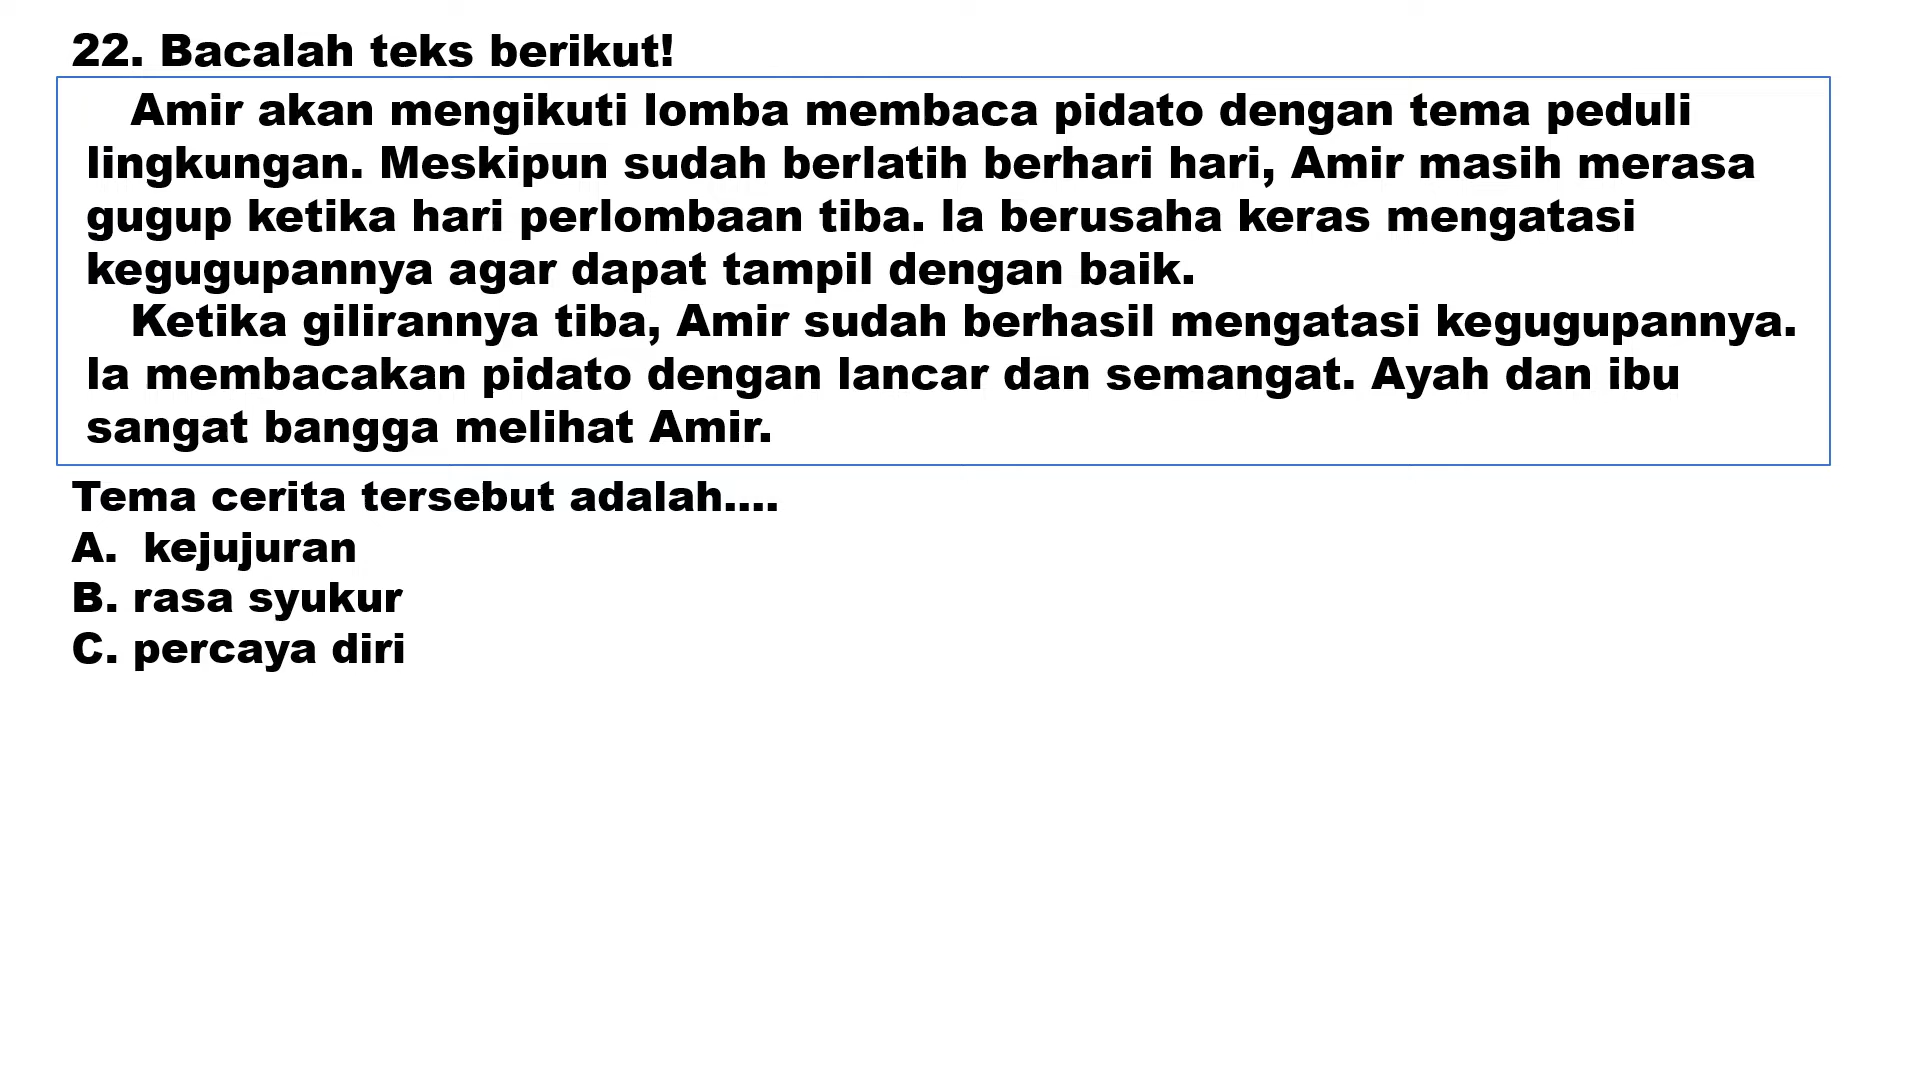 22. Bacalah teks berikut!
Amir akan mengikuti lomba membaca pidato dengan tema peduli
lingkungan. Meskipun sudah berlatih berhari hari, Amir masih merasa
gugup ketika hari perlombaan tiba. Ia berusaha keras mengatasi
kegugupannya agar dapat tampil dengan baik.
Ketika gilirannya tiba, Amir sudah berhasil mengatasi kegugupannya.
Ia membacakan pidato dengan lancar dan semangat. Ayah dan ibu
sangat bangga melihat Amir.
Tema cerita tersebut adalah....
A. kejujuran
B. rasa syukur
C. percaya diri